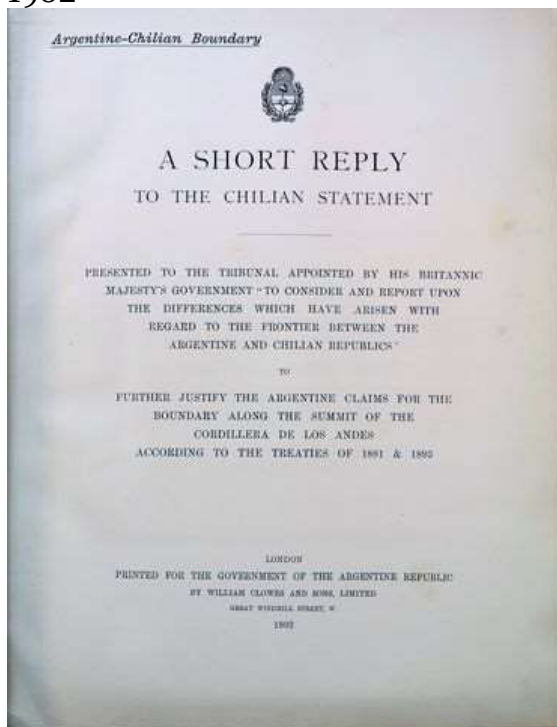 Argentine-Chilian Boundary
A SHORT REPLY
TO THE CHILIAN STATEMENT
PRESENTED TO THE TRIBUNAL APPOINTED BY HIS BRITANNIC
MAJESTY'S GOVERNMENT "TO CONSIDER AND REPORT UPON
THE DIFFERENCES WHICH HAVE ARISEN WITH
REGARD TO THE FRONTIER BETWEEN THE
ARGENTINE AND CHILIAN REPUBLICS"
TO
FURTHER JUSTIFY THE ARGENTINE CLAIMS FOR THE
BOUNDARY ALONG THE SUMMIT OF THE
CORDILLERA DE LOS ANDES
ACCORDING TO THE TREATIES OF 1881 & 1893
LONDON
PRINTED FOR THE GOVERNMENT OF THE ARGENTINE REPUBLIC
BY WILLIAM CLOWES AND SONS, LIMITED
GREAT WINDMILL STREET, W.
1902